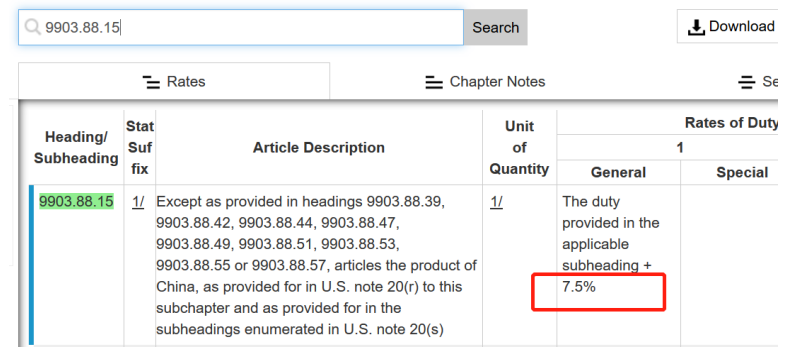 9903.88.15
Search
Download
Rates
Chapter Notes
Se
Heading/
Subheading
Stat
Suf
fix
Article Description
Unit
of
Quantity
Rates of Duty
1
General
Special
9903.88.15
1/
Except as provided in headings 9903.88.39,
9903.88.42, 9903.88.44, 9903.88.47,
9903.88.49, 9903.88.51, 9903.88.53,
9903.88.55 or 9903.88.57, articles the product of
China, as provided for in U.S. note 20(r) to this
subchapter and as provided for in the
subheadings enumerated in U.S. note 20(s)
1/
The duty
provided in the
applicable
subheading +
7.5%